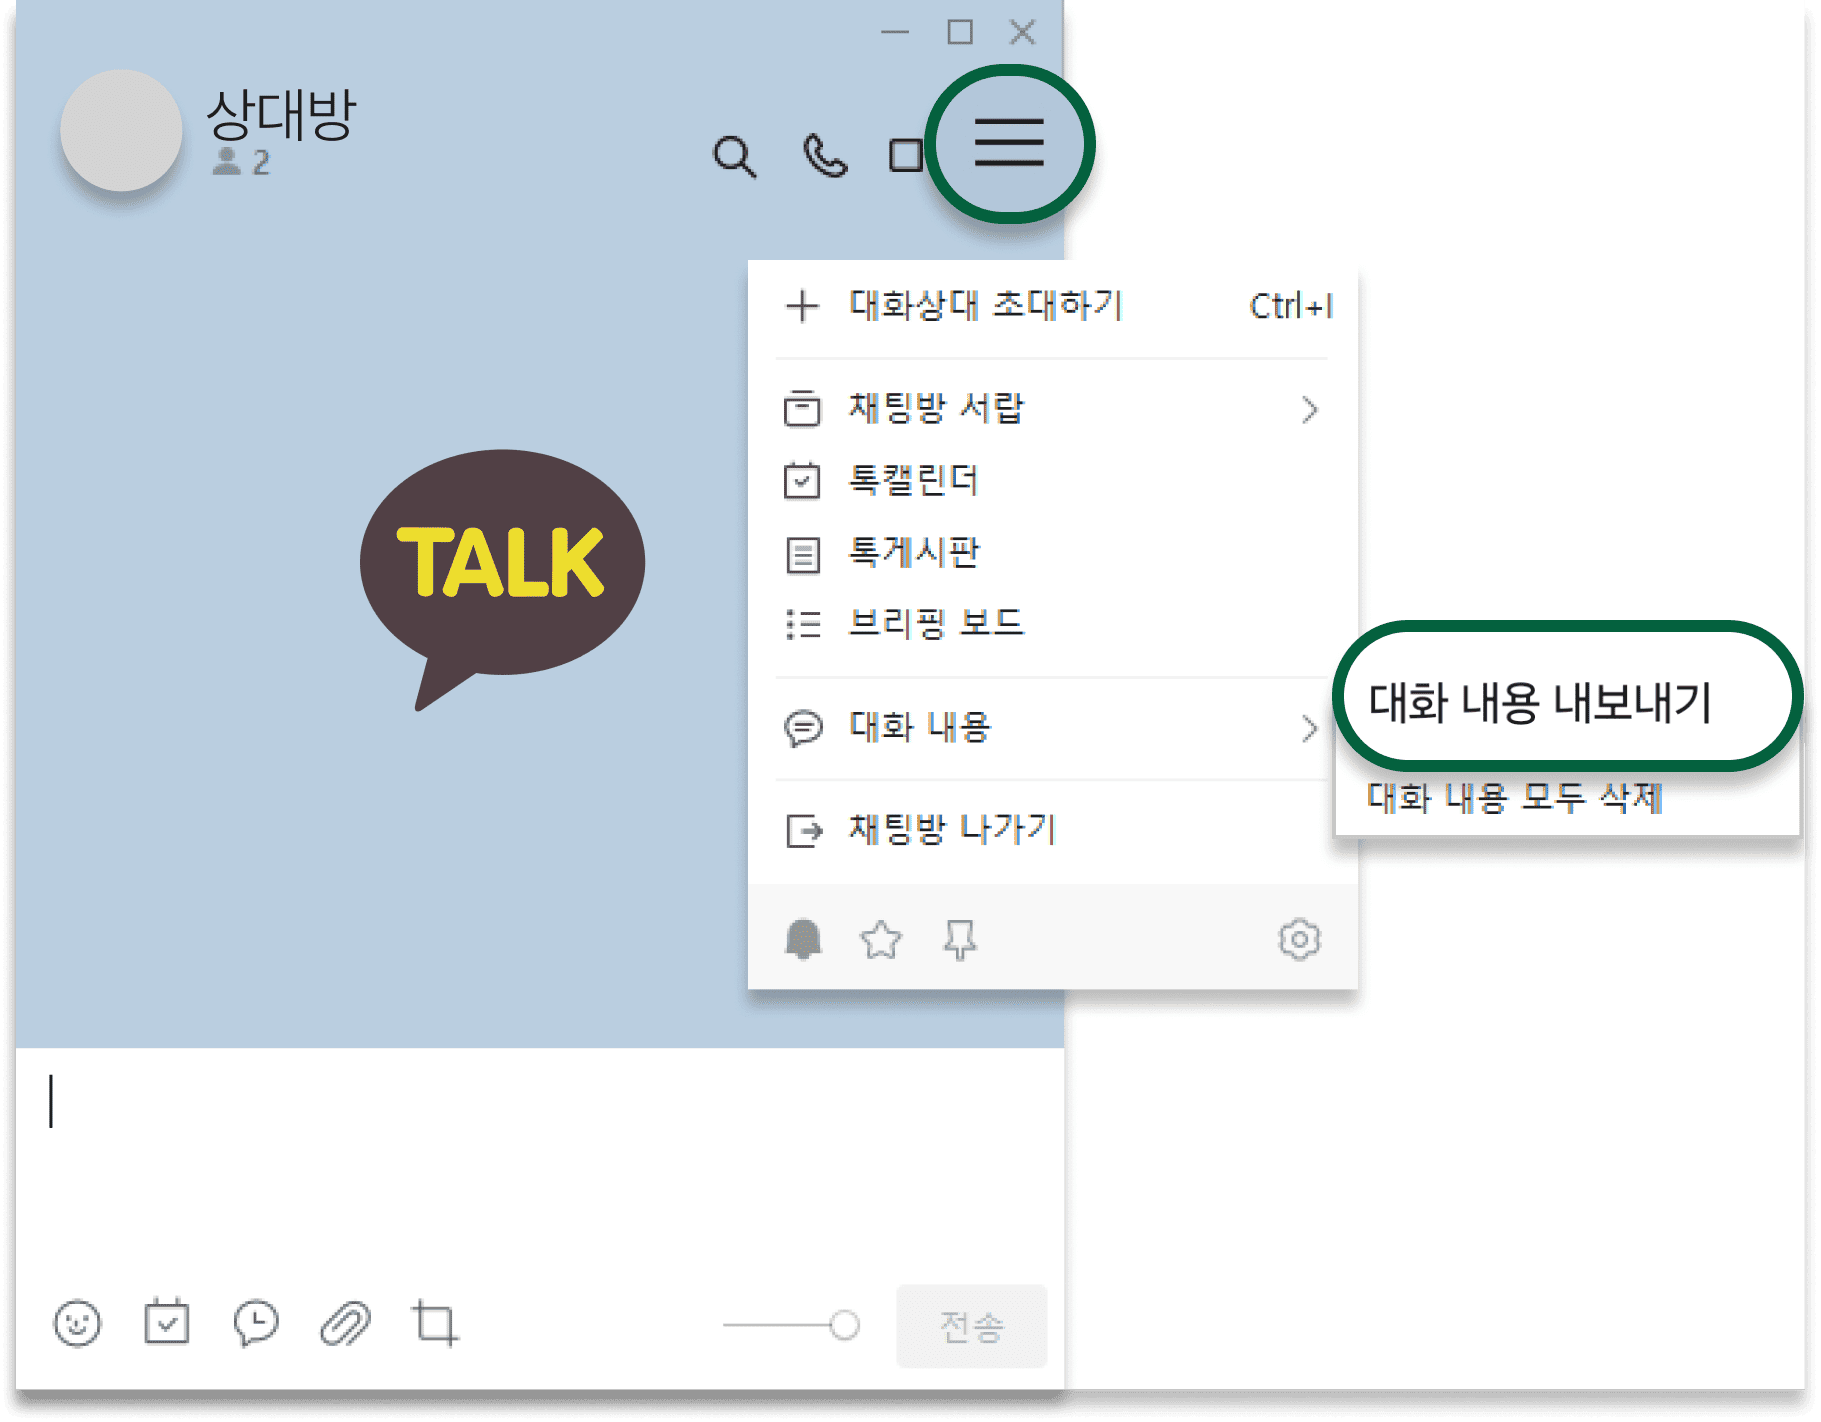 상대방
2
대화상대 초대하기 Ctrl+I
채팅방 서랍
톡캘린더
톡게시판
브리핑 보드
TALK
대화 내용
대화 내용 내보내기
대화 내용 모두 삭제
채팅방 나가기
전송